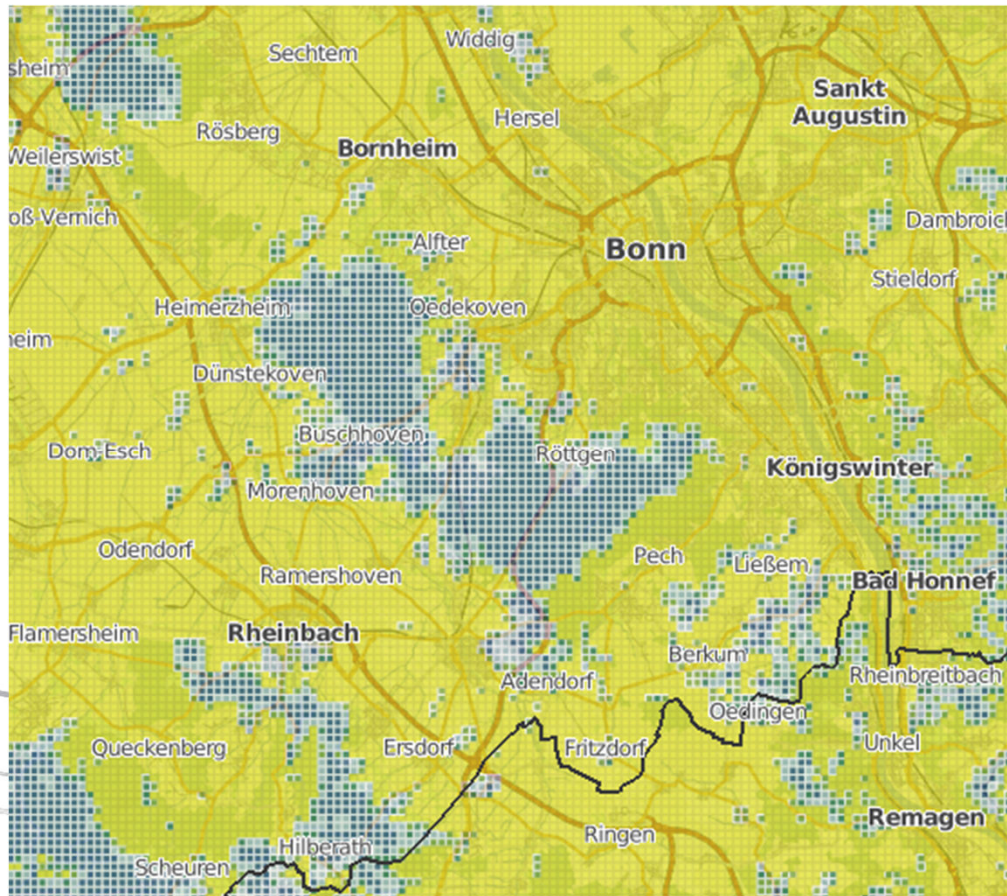 Widdig
Sechtem
sheim
Sankt
Augustin
Hersel
Rösberg
Bornheim
Weilerswist
oß Vernich
Dambroich
Alfter
Bonn
Stieldorf
Heimerzheim
Oedekoven
heim
Dünstekoven
Buschhoven
Dom-Esch
Röttgen
Königswinter
Morenhoven
Odendorf
Pech
Ließem
Ramershoven
Bad Honnef
Flamersheim
Rheinbach
Berkum
Adendorf
Rheinbreitbach
Oedingen
Queckenberg
Ersdorf
Fritzdorf
Unkel
Remagen
Ringen
Hilberath
Scheuren